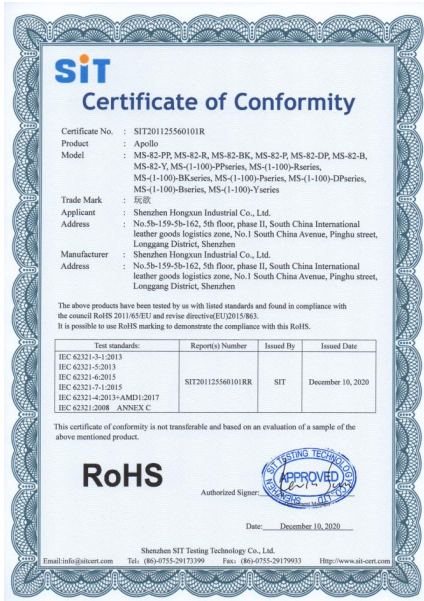 SiT
Certificate of Conformity
Certificate No. : SIT201125560101R
Product : Apollo
Model : MS-82-PP, MS-82-R, MS-82-BK, MS-82-P, MS-82-DP, MS-82-B,
MS-82-Y, MS-(1-100)-PPseries, MS-(1-100)-Rseries,
MS-(1-100)-BKseries, MS-(1-100)-Pseries, MS-(1-100)-DPseries,
MS-(1-100)-Bseries, MS-(1-100)-Yseries
Trade Mark : 玩欲
Applicant : Shenzhen Hongxun Industrial Co., Ltd.
Address : No.5b-159-5b-162, 5th floor, phase II, South China International
leather goods logistics zone, No.1 South China Avenue, Pinghu street,
Longgang District, Shenzhen
Manufacturer : Shenzhen Hongxun Industrial Co., Ltd.
Address : No.5b-159-5b-162, 5th floor, phase II, South China International
leather goods logistics zone, No.1 South China Avenue, Pinghu street,
Longgang District, Shenzhen
The above products have been tested by us with listed standards and found in compliance with
the council RoHS 2011/65/EU and revise directive(EU)2015/863.
It is possible to use RoHS marking to demonstrate the compliance with this RoHS.
Test standards: Report(s) Number Issued By Issued Date
IEC 62321-3-1:2013
IEC 62321-5:2013
IEC 62321-6:2015
IEC 62321-7-1:2015
IEC 62321-4:2013+AMD1:2017
IEC 62321:2008 ANNEX C
SIT201125560101RR SIT December 10, 2020
This certificate of conformity is not transferable and based on an evaluation of a sample of the
above mentioned product.
RoHS
SIT TESTING TECHNOLOGY
APPROVED
Authorized Signer:
Date: December 10, 2020
Shenzhen SIT Testing Technology Co., Ltd.
Email:info@sitcert.com Tel: (86)-0755-29173399 Fax: (86)-0755-29179933 Http://www.sit-cert.com